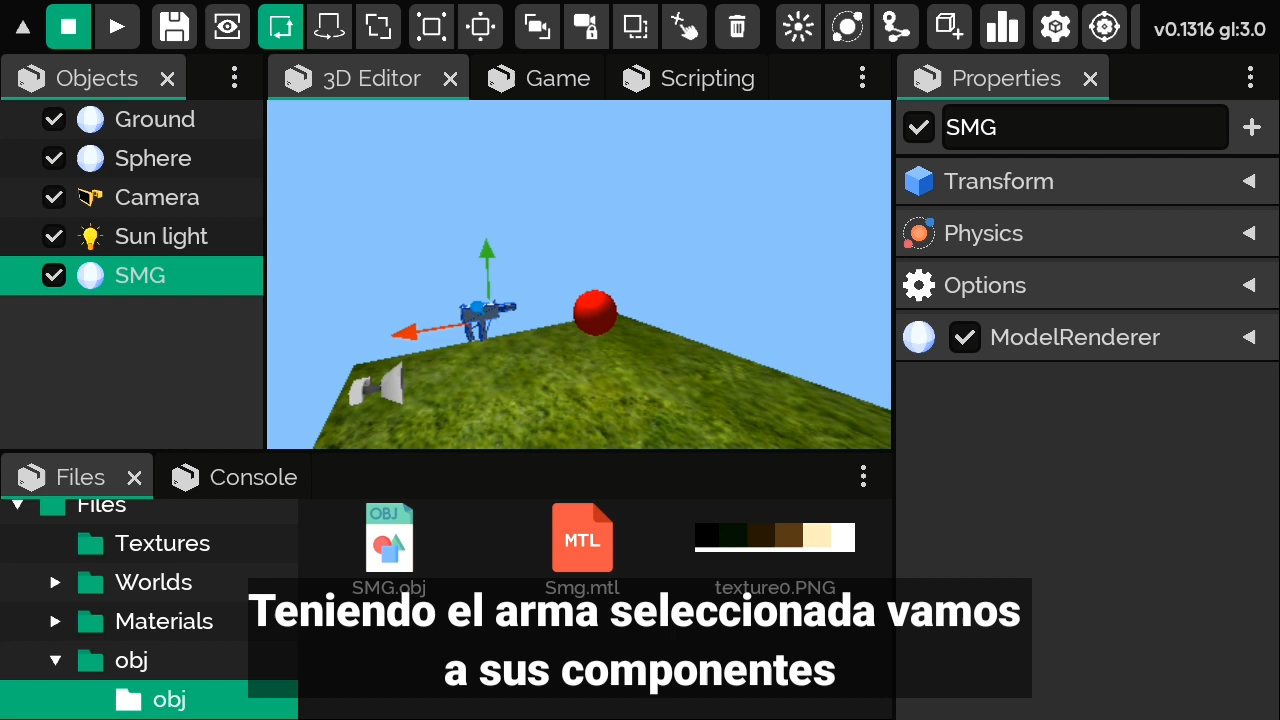 v0.1316 gl:3.0
Objects
3D Editor
Game
Scripting
Properties
Ground
Sphere
Camera
Sun light
SMG
SMG
Transform
Physics
Options
ModelRenderer
Files
Console
Files
Textures
Worlds
Materials
obj
obj
OBJ
SMG.obj
MTL
Smg.mtl
texture0.PNG
Teniendo el arma seleccionada vamos
a sus componentes